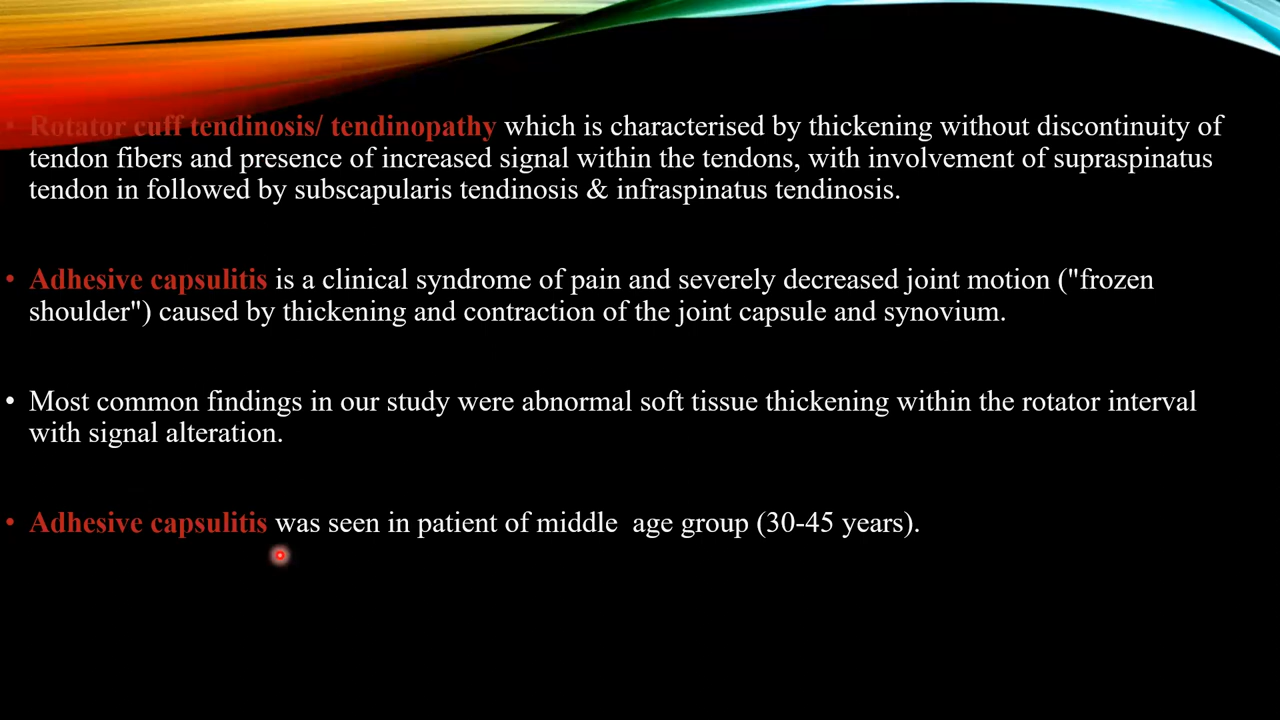 • Rotator cuff tendinosis/ tendinopathy which is characterised by thickening without discontinuity of
tendon fibers and presence of increased signal within the tendons, with involvement of supraspinatus
tendon in followed by subscapularis tendinosis & infraspinatus tendinosis.
• Adhesive capsulitis is a clinical syndrome of pain and severely decreased joint motion ("frozen
shoulder") caused by thickening and contraction of the joint capsule and synovium.
• Most common findings in our study were abnormal soft tissue thickening within the rotator interval
with signal alteration.
• Adhesive capsulitis was seen in patient of middle  age group (30-45 years).